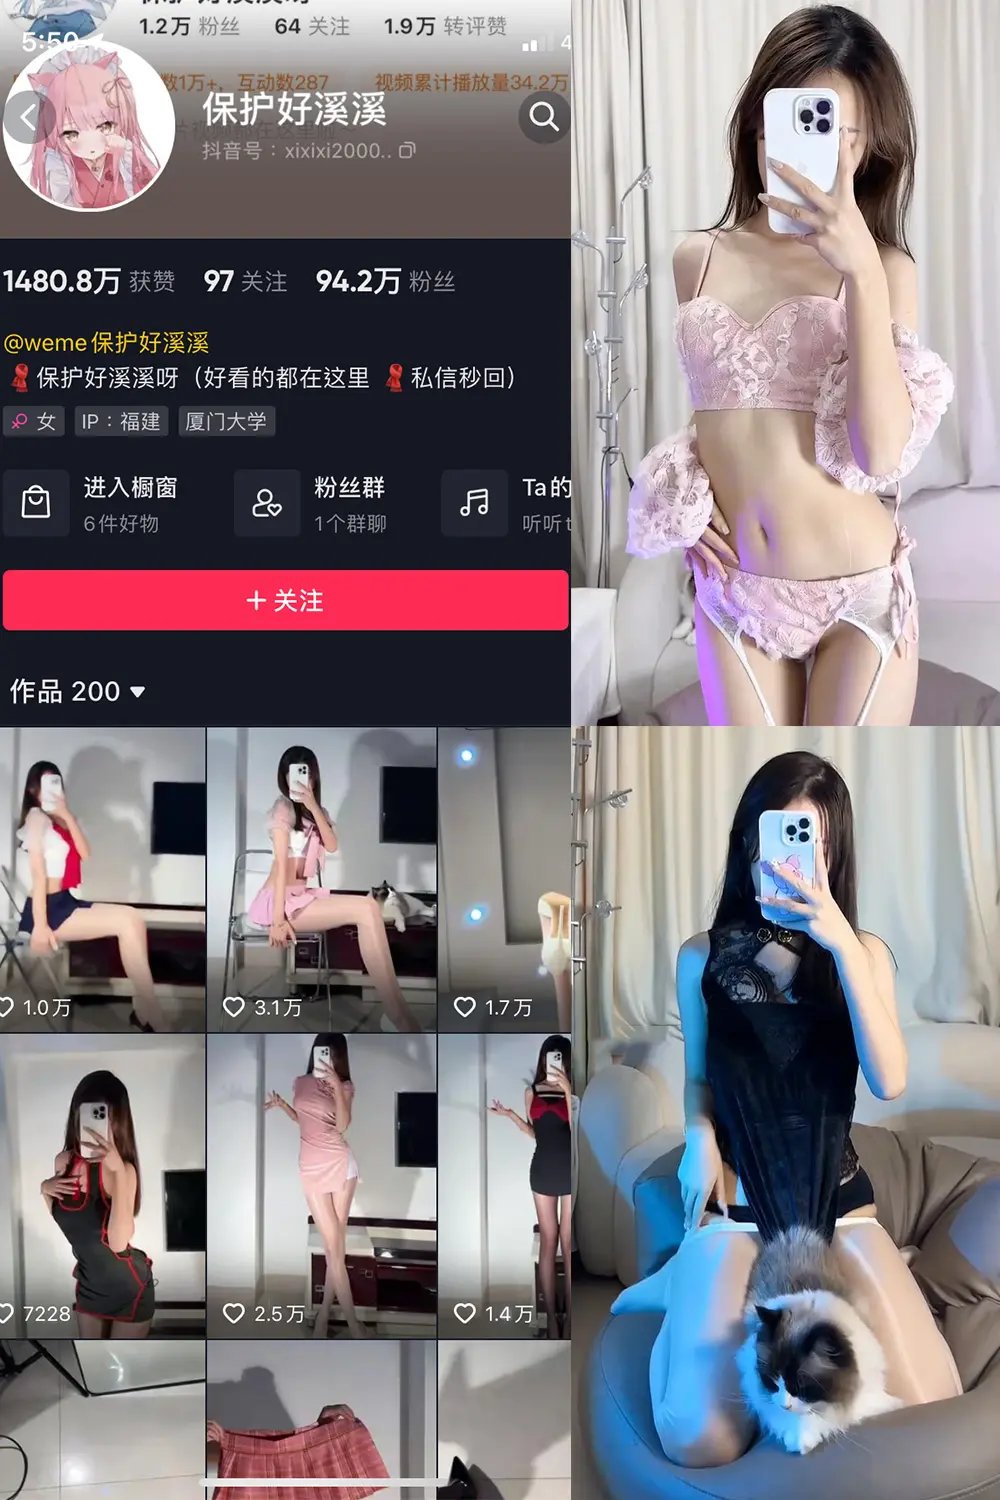 1.2万 粉丝 64 关注 1.9万 转评赞
5:50
数1万+，互动数287 视频累计播放量34.2万
保护好溪溪
抖音号：xixixi2000..
1480.8万 获赞 97 关注 94.2万 粉丝
@weme保护好溪溪
保护好溪溪呀（好看的都在这里 私信秒回）
女 IP：福建 厦门大学
进入橱窗 粉丝群 Ta的
6件好物 1个群聊 听听t
+ 关注
作品 200
1.0万 3.1万 1.7万
7228 2.5万 1.4万